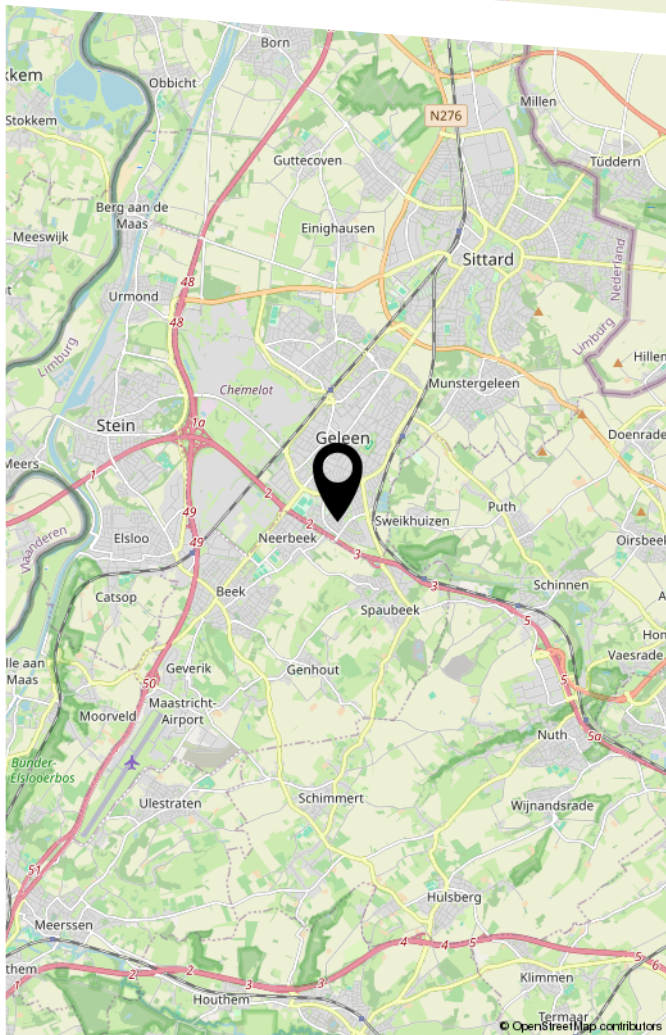 Born
kkem
Obbicht
Millen
N276
Stokkem
Guttecoven
Tüddern
Berg aan de
Maas
Einighausen
Meeswijk
Sittard
Nederland
48
Urmond
48
Limburg
Limburg
Hillen
Chemelot
Munstergeleen
Stein
1a
Geleen
Doenrade
Meers
1
2
Puth
49
2
Sweikhuizen
Vlaanderen
Elsloo
49
Neerbeek
3
Oirsbeek
Catsop
Beek
3
Schinnen
Spaubeek
5
Hon
lle aan
Maas
Geverik
Genhout
Vaesrade
50
Maastricht-
Airport
5
Moorveld
5a
Nuth
Bunder-
Elslooerbos
Ulestraten
Schimmert
Wijnandsrade
51
Hulsberg
Meerssen
4
4
5
5
6
them
1
2
2
3
3
Klimmen
Houthem
Termaar
© OpenStreetMap contributors